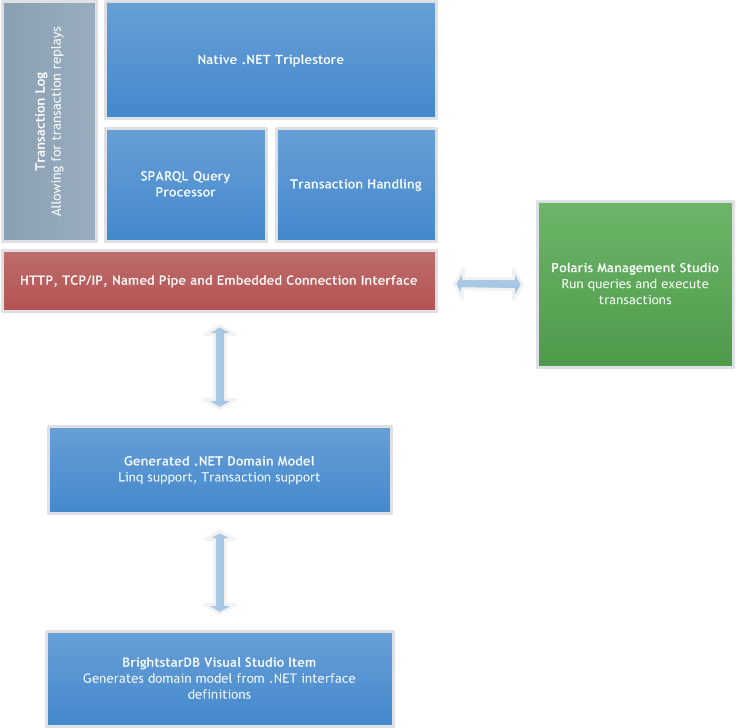 Transaction Log
Allowing for transaction replays
Native .NET Triplestore
SPARQL Query
Processor
Transaction Handling
HTTP, TCP/IP, Named Pipe and Embedded Connection Interface
Polaris Management Studio
Run queries and execute
transactions
Generated .NET Domain Model
Linq support, Transaction support
BrightstarDB Visual Studio Item
Generates domain model from .NET interface
definitions